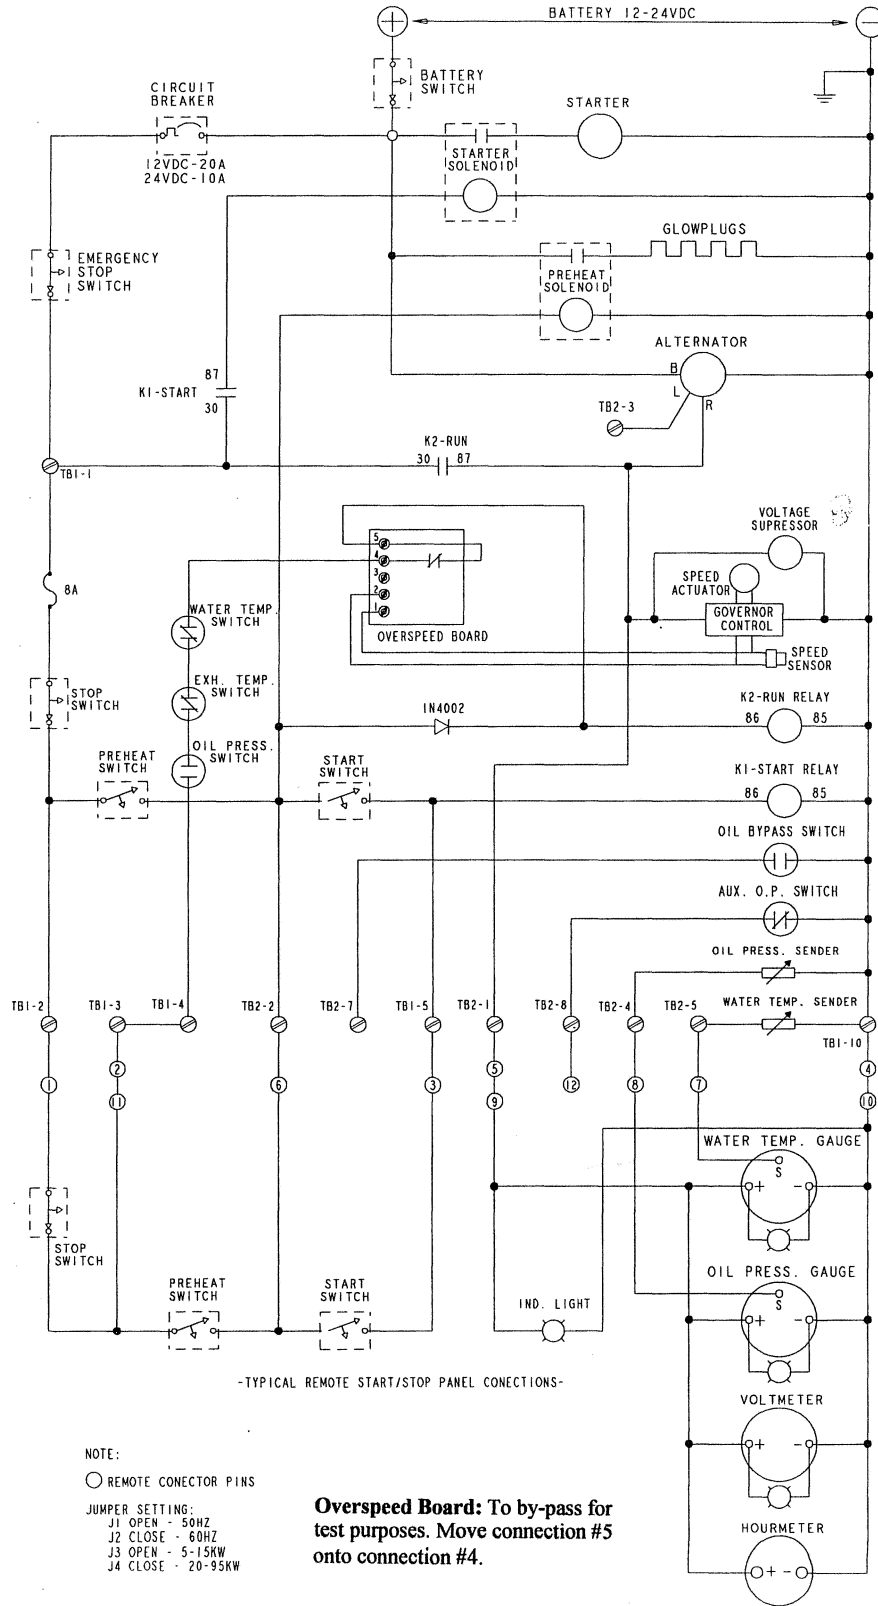 BATTERY 12-24VDC
+
-
BATTERY
SWITCH
CIRCUIT
BREAKER
12VDC-20A
24VDC-10A
STARTER
STARTER
SOLENOID
EMERGENCY
STOP
SWITCH
GLOWPLUGS
PREHEAT
SOLENOID
ALTERNATOR
B
L
R
TB2-3
87
K1-START
30
K2-RUN
30 87
TB1-1
VOLTAGE
SUPRESSOR
5
4
3
2
1
OVERSPEED BOARD
SPEED
ACTUATOR
GOVERNOR
CONTROL
SPEED
SENSOR
8A
WATER TEMP.
SWITCH
EXH. TEMP.
SWITCH
OIL PRESS.
SWITCH
STOP
SWITCH
1N4002
K2-RUN RELAY
86 85
PREHEAT
SWITCH
START
SWITCH
K1-START RELAY
86 85
OIL BYPASS SWITCH
AUX. O.P. SWITCH
OIL PRESS. SENDER
WATER TEMP. SENDER
TB1-2 TB1-3 TB1-4 TB2-2 TB2-7 TB1-5 TB2-1 TB2-8 TB2-4 TB2-5
TB1-10
2 5 4
1 6 3 12 8 7
11 9 10
WATER TEMP. GAUGE
S
+ -
STOP
SWITCH
OIL PRESS. GAUGE
S
+ -
PREHEAT
SWITCH
START
SWITCH
IND. LIGHT
-TYPICAL REMOTE START/STOP PANEL CONECTIONS-
VOLTMETER
+ -
NOTE:
REMOTE CONECTOR PINS
JUMPER SETTING:
J1 OPEN - 50HZ
J2 CLOSE - 60HZ
J3 OPEN - 5-15KW
J4 CLOSE - 20-95KW
Overspeed Board: To by-pass for
test purposes. Move connection #5
onto connection #4.
HOURMETER
+ -